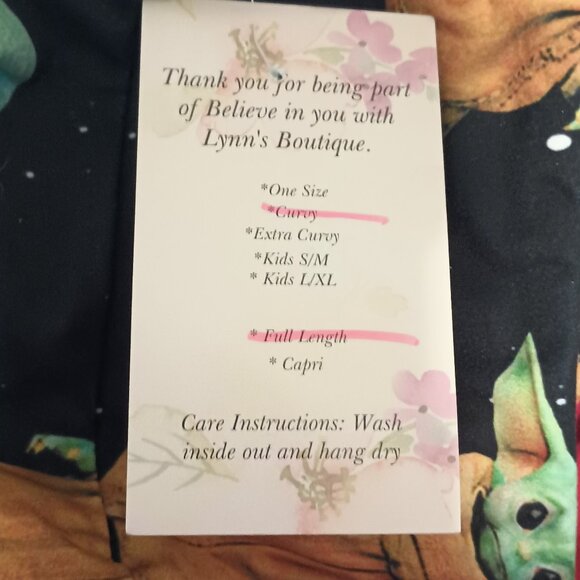 Thank you for being part
of Believe in you with
Lynn's Boutique.
*One Size
*Curvy
*Extra Curvy
*Kids S/M
* Kids L/XL
* Full Length
* Capri
Care Instructions: Wash
inside out and hang dry